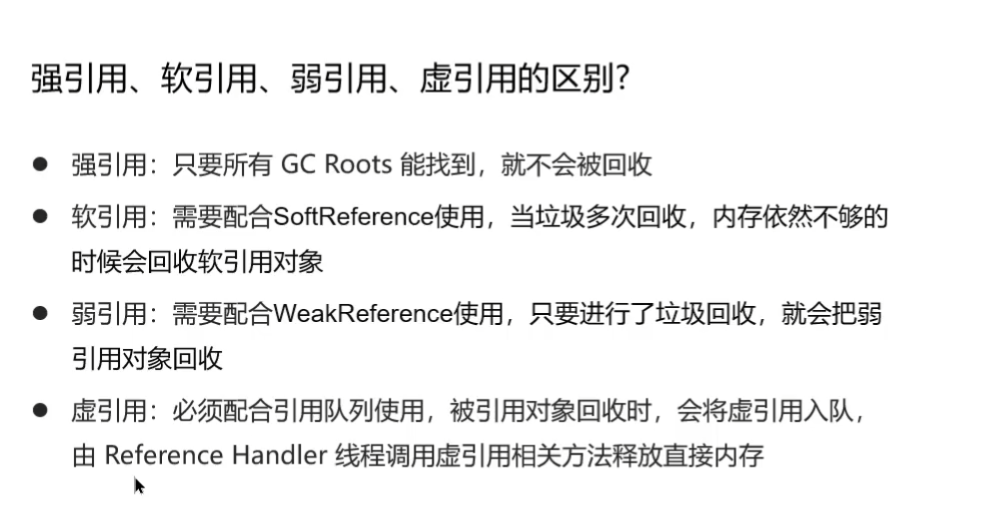 强引用、软引用、弱引用、虚引用的区别?
● 强引用：只要所有 GC Roots 能找到，就不会被回收
● 软引用：需要配合SoftReference使用，当垃圾多次回收，内存依然不够的
时候会回收软引用对象
● 弱引用：需要配合WeakReference使用，只要进行了垃圾回收，就会把弱
引用对象回收
● 虚引用：必须配合引用队列使用，被引用对象回收时，会将虚引用入队，
由 Reference Handler 线程调用虚引用相关方法释放直接内存